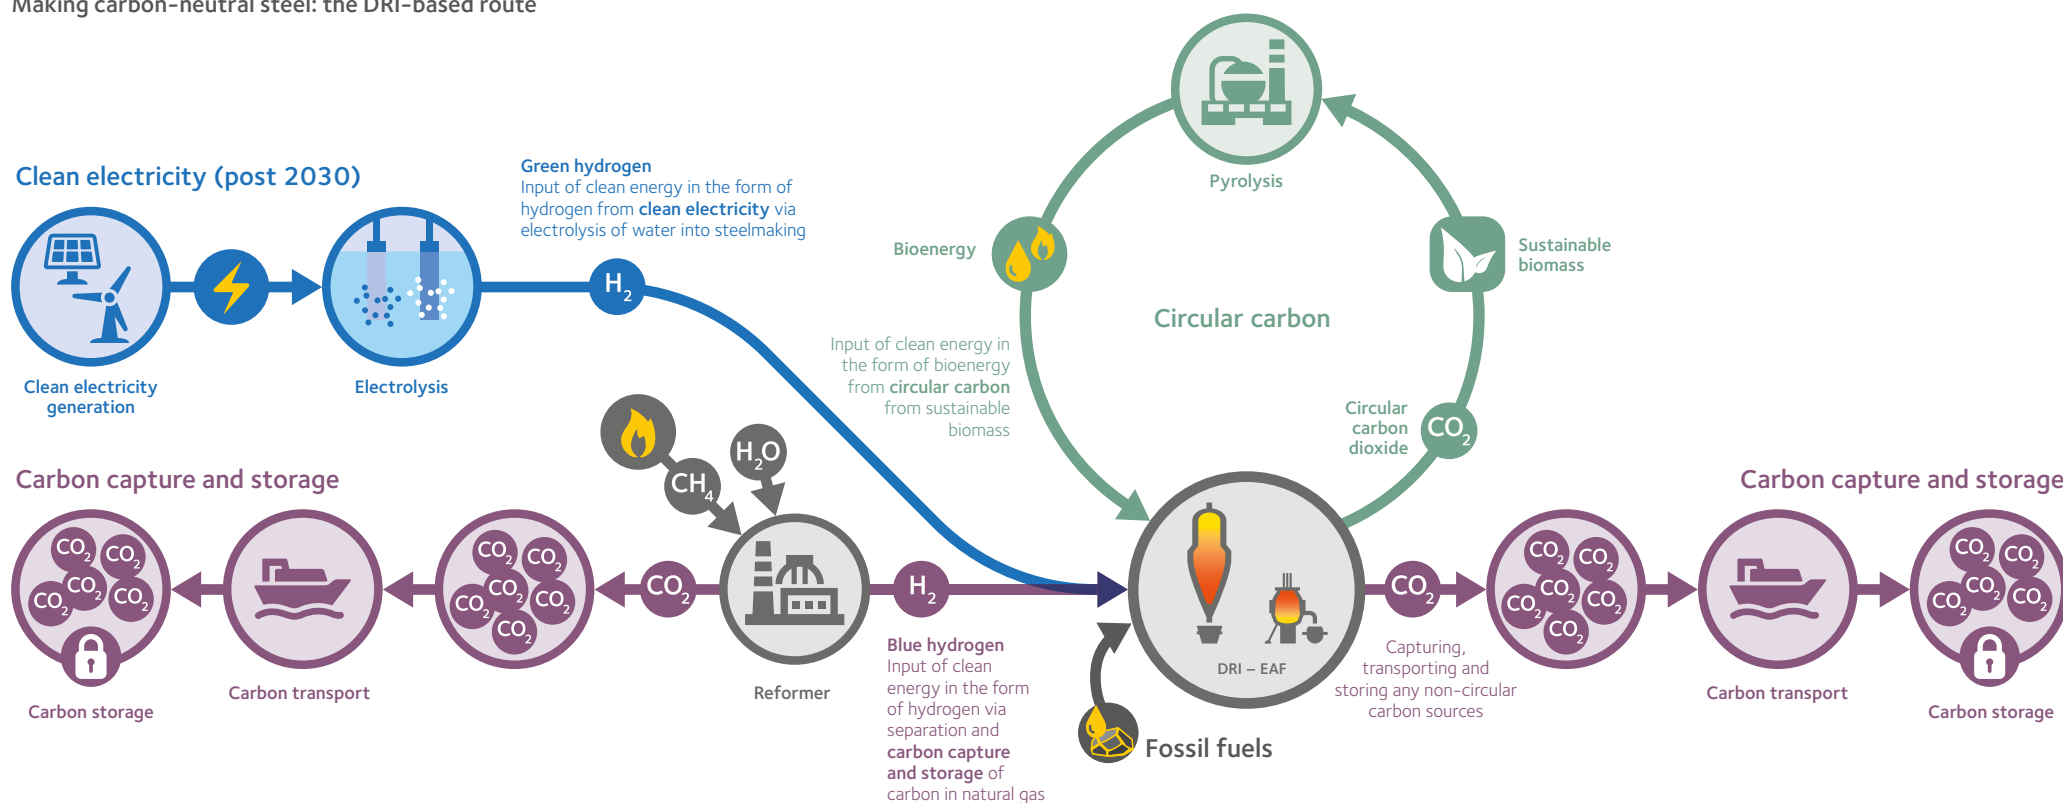 Making carbon-neutral steel: the DRI-based route
Clean electricity (post 2030)
Clean electricity
generation
Electrolysis
Green hydrogen
Input of clean energy in the form of
hydrogen from clean electricity via
electrolysis of water into steelmaking
H2
Pyrolysis
Bioenergy
Sustainable
biomass
Circular carbon
Input of clean energy in
the form of bioenergy
from circular carbon
from sustainable
biomass
Circular
carbon
dioxide
CO2
CH4
H2O
Carbon capture and storage
CO2
CO2
CO2
CO2
CO2
Carbon storage
Carbon transport
CO2
CO2
CO2
CO2
CO2
CO2
CO2
Reformer
H2
Blue hydrogen
Input of clean
energy in the form
of hydrogen via
separation and
carbon capture
and storage of
carbon in natural gas
DRI – EAF
Fossil fuels
Carbon capture and storage
CO2
Capturing,
transporting and
storing any non-circular
carbon sources
CO2
CO2
CO2
CO2
CO2
CO2
Carbon transport
CO2
CO2
CO2
CO2
CO2
Carbon storage